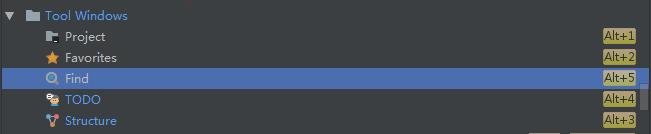 Tool Windows
Project Alt+1
Favorites Alt+2
Find Alt+5
TODO Alt+4
Structure Alt+3